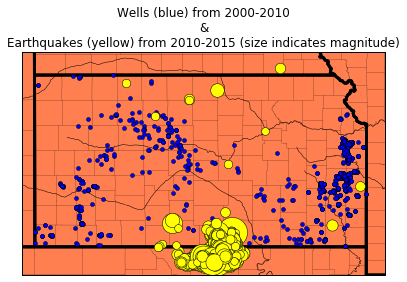 Wells (blue) from 2000-2010
&
Earthquakes (yellow) from 2010-2015 (size indicates magnitude)